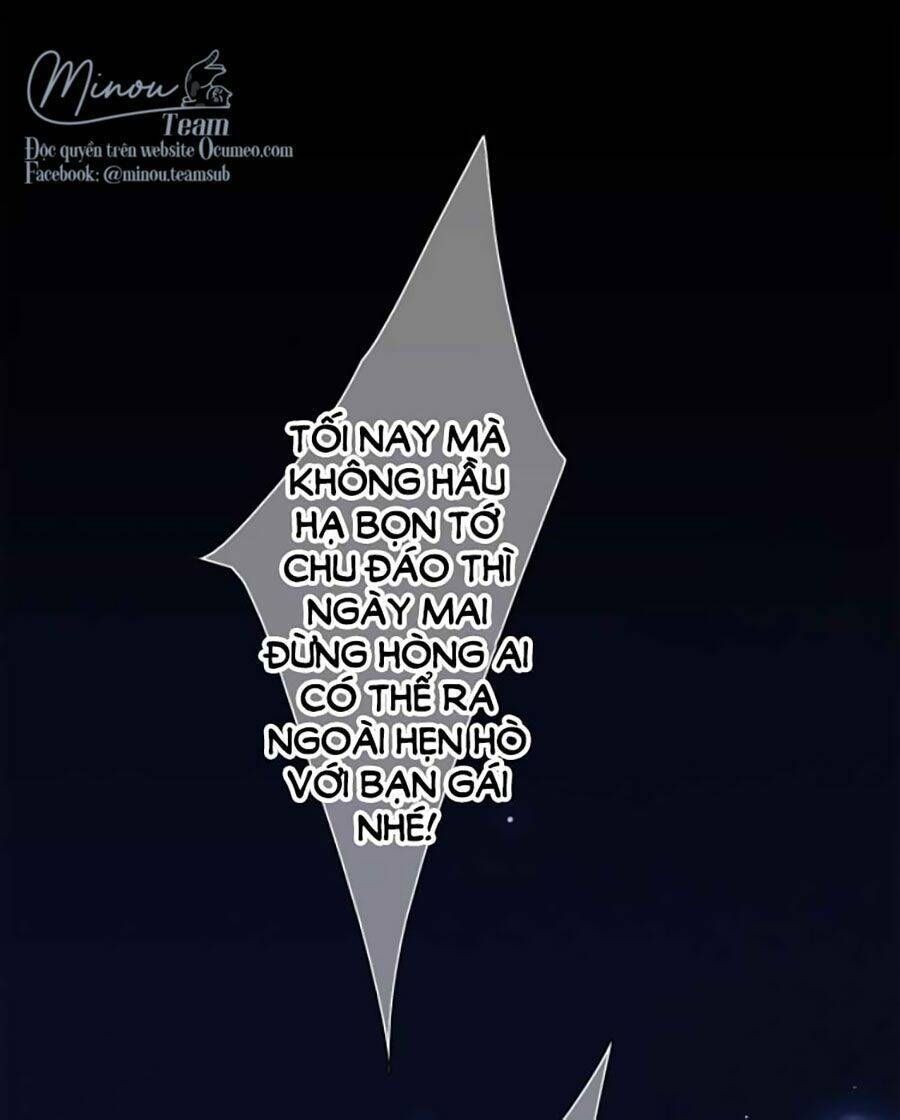 Minou
Team
Độc quyền trên website Ocumeo.com
Facebook: @minou.teamsub
TỐI NAY MÀ
KHÔNG HẦU
HẠ BỌN TỚ
CHU ĐÁO THÌ
NGÀY MAI
ĐỪNG HÒNG AI
CÓ THỂ RA
NGOÀI HẸN HÒ
VỚI BẠN GÁI
NHÉ!